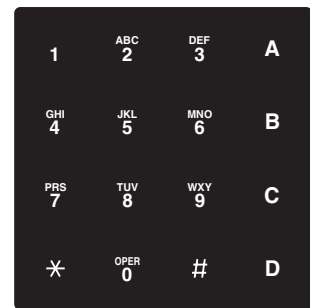 1 ABC 2 DEF 3 A
GHI 4 JKL 5 MNO 6 B
PRS 7 TUV 8 WXY 9 C
* OPER 0 # D